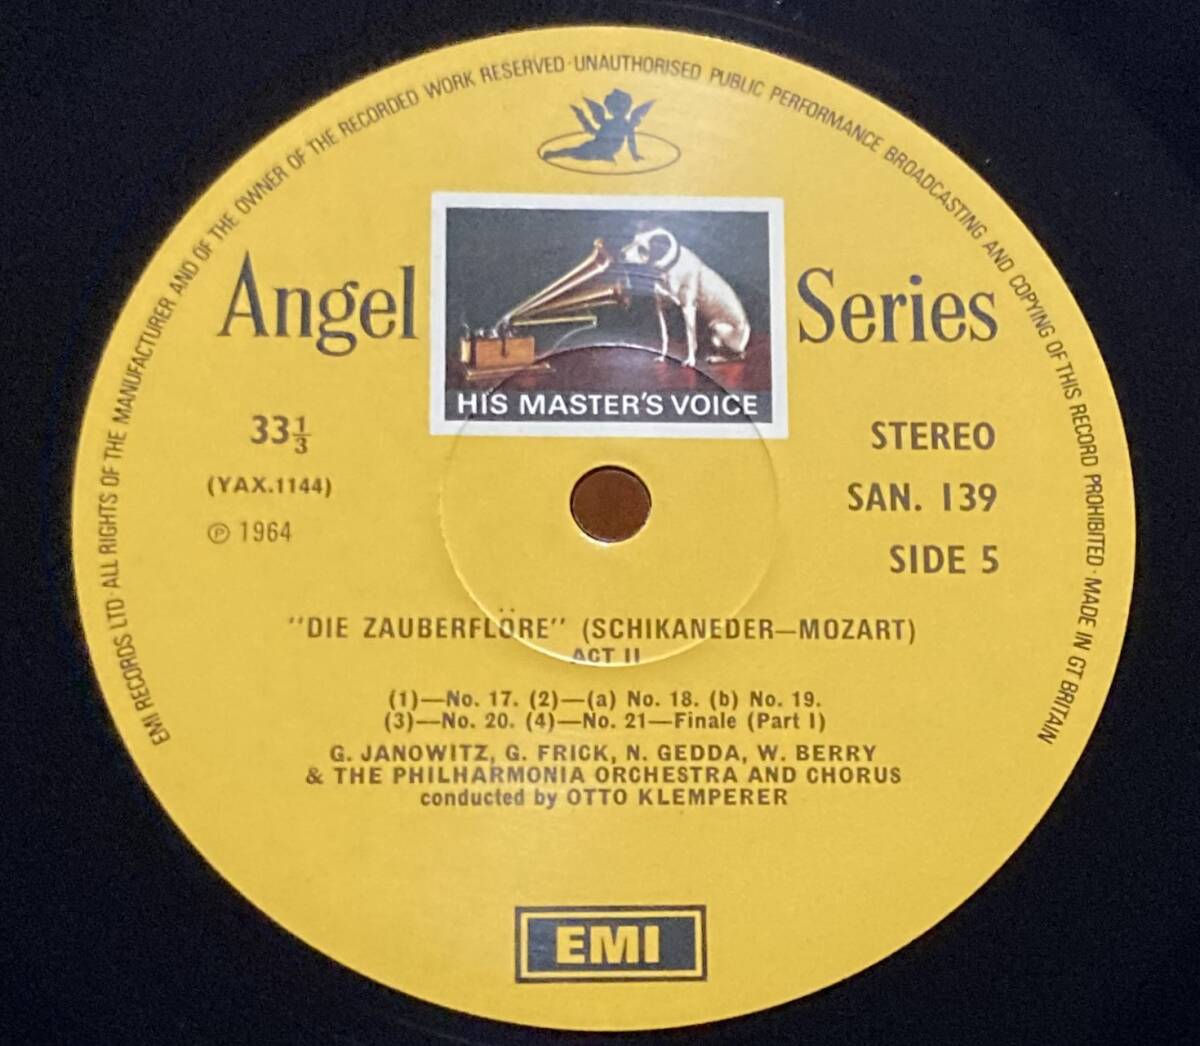 EMI RECORDS LTD · ALL RIGHTS OF THE MANUFACTURER AND OF THE OWNER OF THE RECORDED WORK RESERVED · UNAUTHORISED PUBLIC PERFORMANCE BROADCASTING AND COPYING OF THIS RECORD PROHIBITED · MADE IN GT BRITAIN
Angel Series
HIS MASTER'S VOICE
33⅓ STEREO
(YAX.1144) SAN. 139
℗ 1964 SIDE 5
"DIE ZAUBERFLÖRE" (SCHIKANEDER—MOZART)
ACT II
(1)—No. 17. (2)—(a) No. 18. (b) No. 19.
(3)—No. 20. (4)—No. 21—Finale (Part I)
G. JANOWITZ, G. FRICK, N. GEDDA, W. BERRY
& THE PHILHARMONIA ORCHESTRA AND CHORUS
conducted by OTTO KLEMPERER
EMI